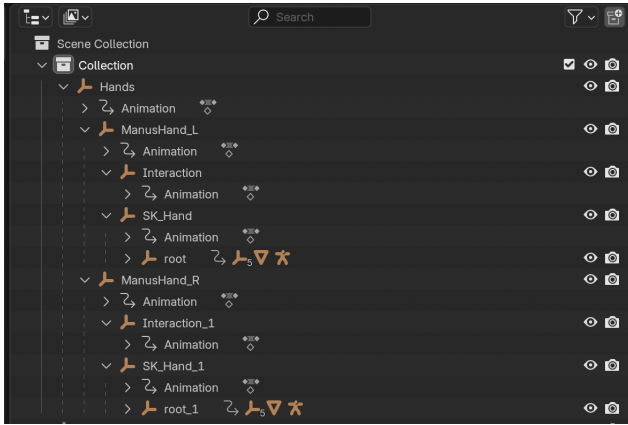 Search
Scene Collection
Collection
Hands
Animation
ManusHand_L
Animation
Interaction
Animation
SK_Hand
Animation
root 5
ManusHand_R
Animation
Interaction_1
Animation
SK_Hand_1
Animation
root_1 5